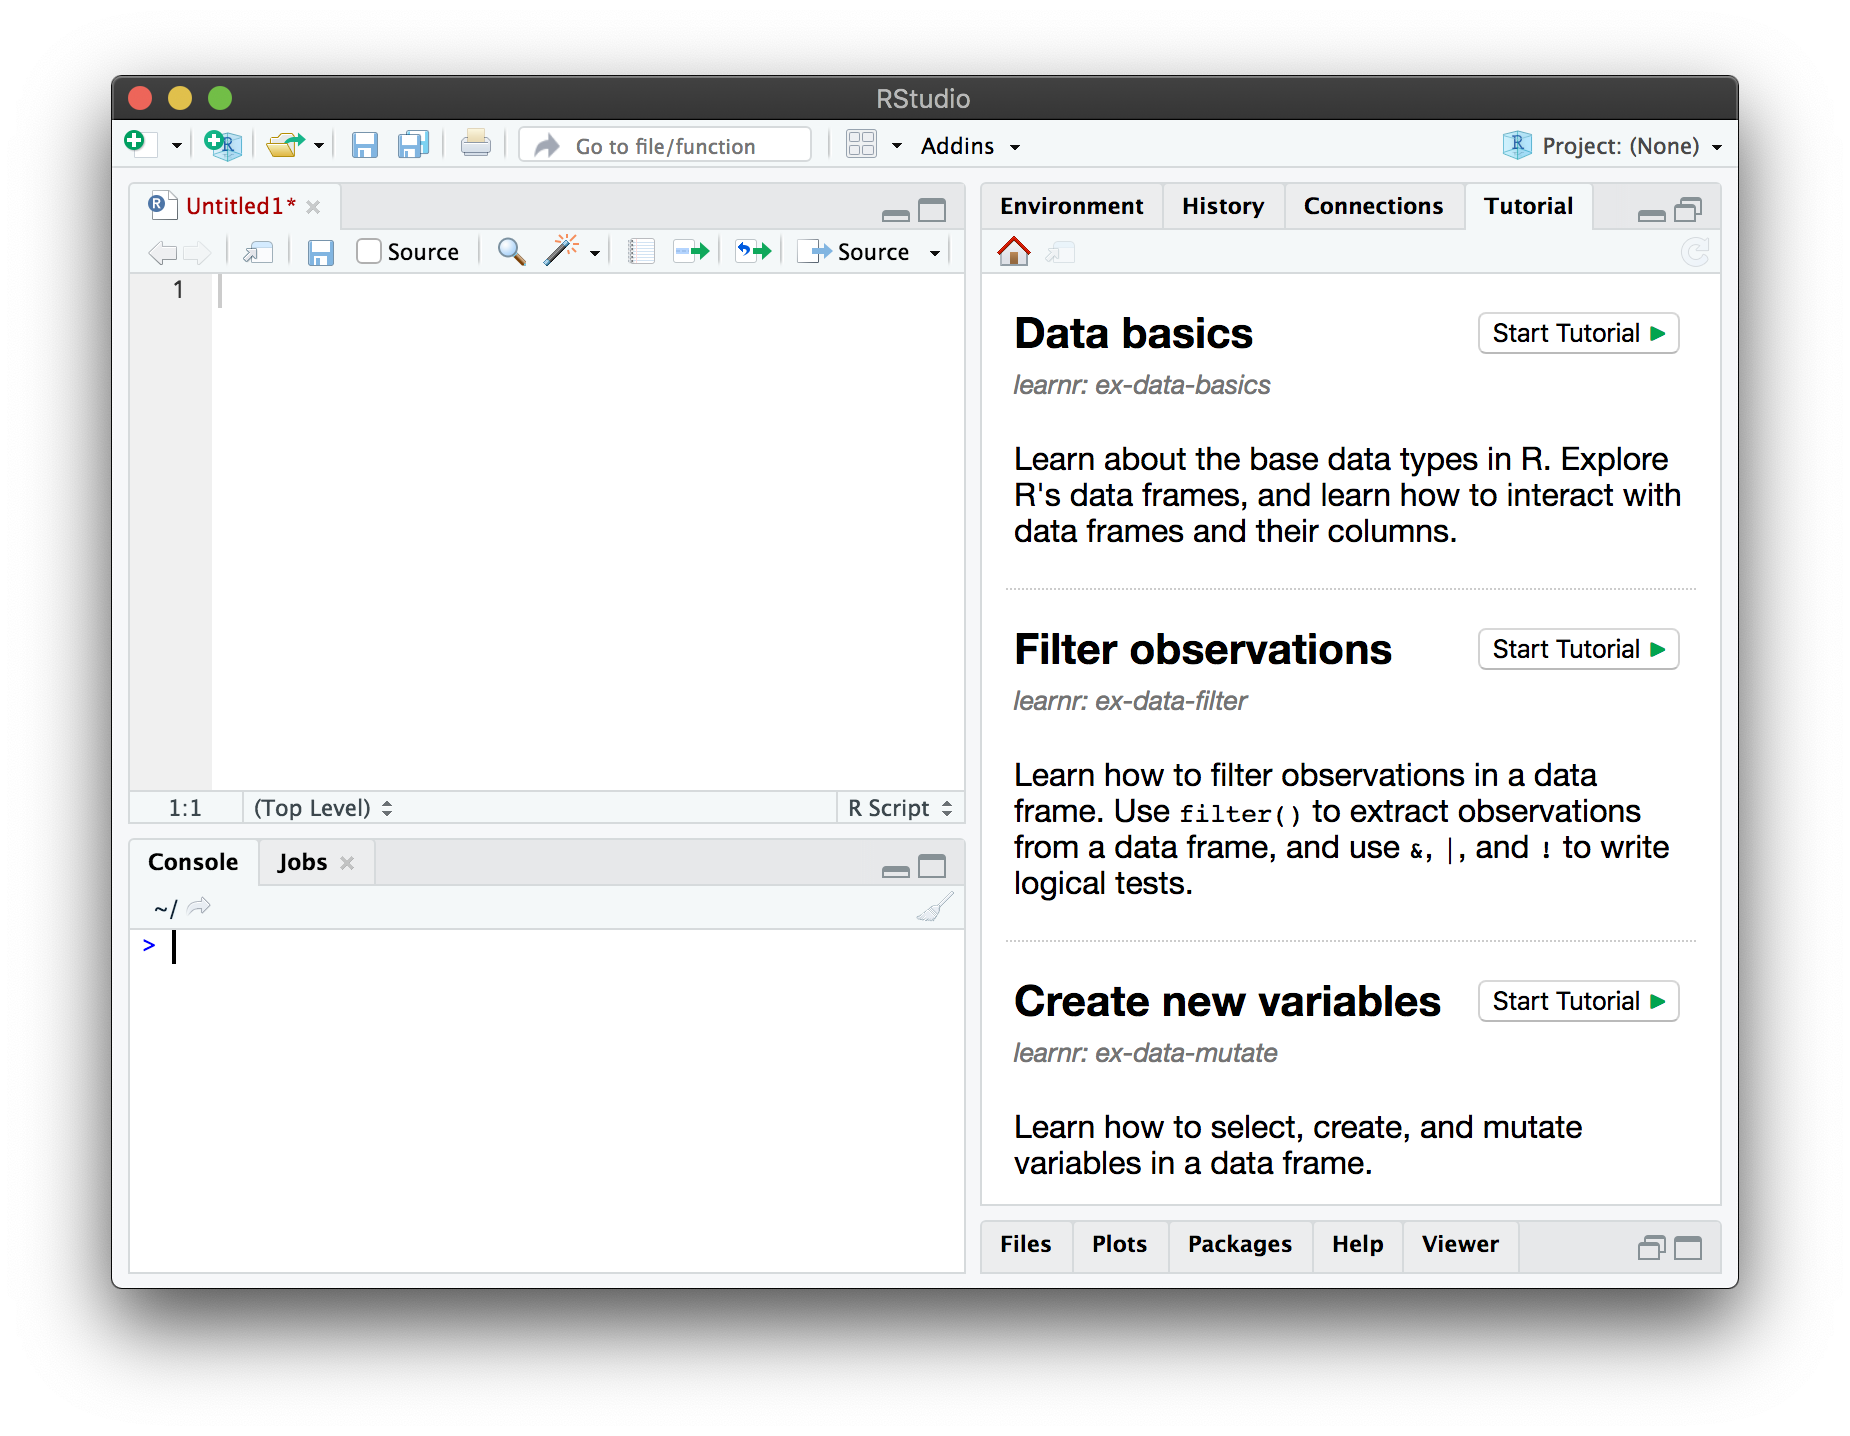 RStudio
Go to file/function
Addins
Project: (None)
Untitled1*
Source
Source
1
1:1
(Top Level)
R Script
Console
Jobs
~/
>
Environment
History
Connections
Tutorial
Data basics
Start Tutorial
learnr: ex-data-basics
Learn about the base data types in R. Explore
R's data frames, and learn how to interact with
data frames and their columns.
Filter observations
Start Tutorial
learnr: ex-data-filter
Learn how to filter observations in a data
frame. Use filter() to extract observations
from a data frame, and use &, |, and ! to write
logical tests.
Create new variables
Start Tutorial
learnr: ex-data-mutate
Learn how to select, create, and mutate
variables in a data frame.
Files
Plots
Packages
Help
Viewer